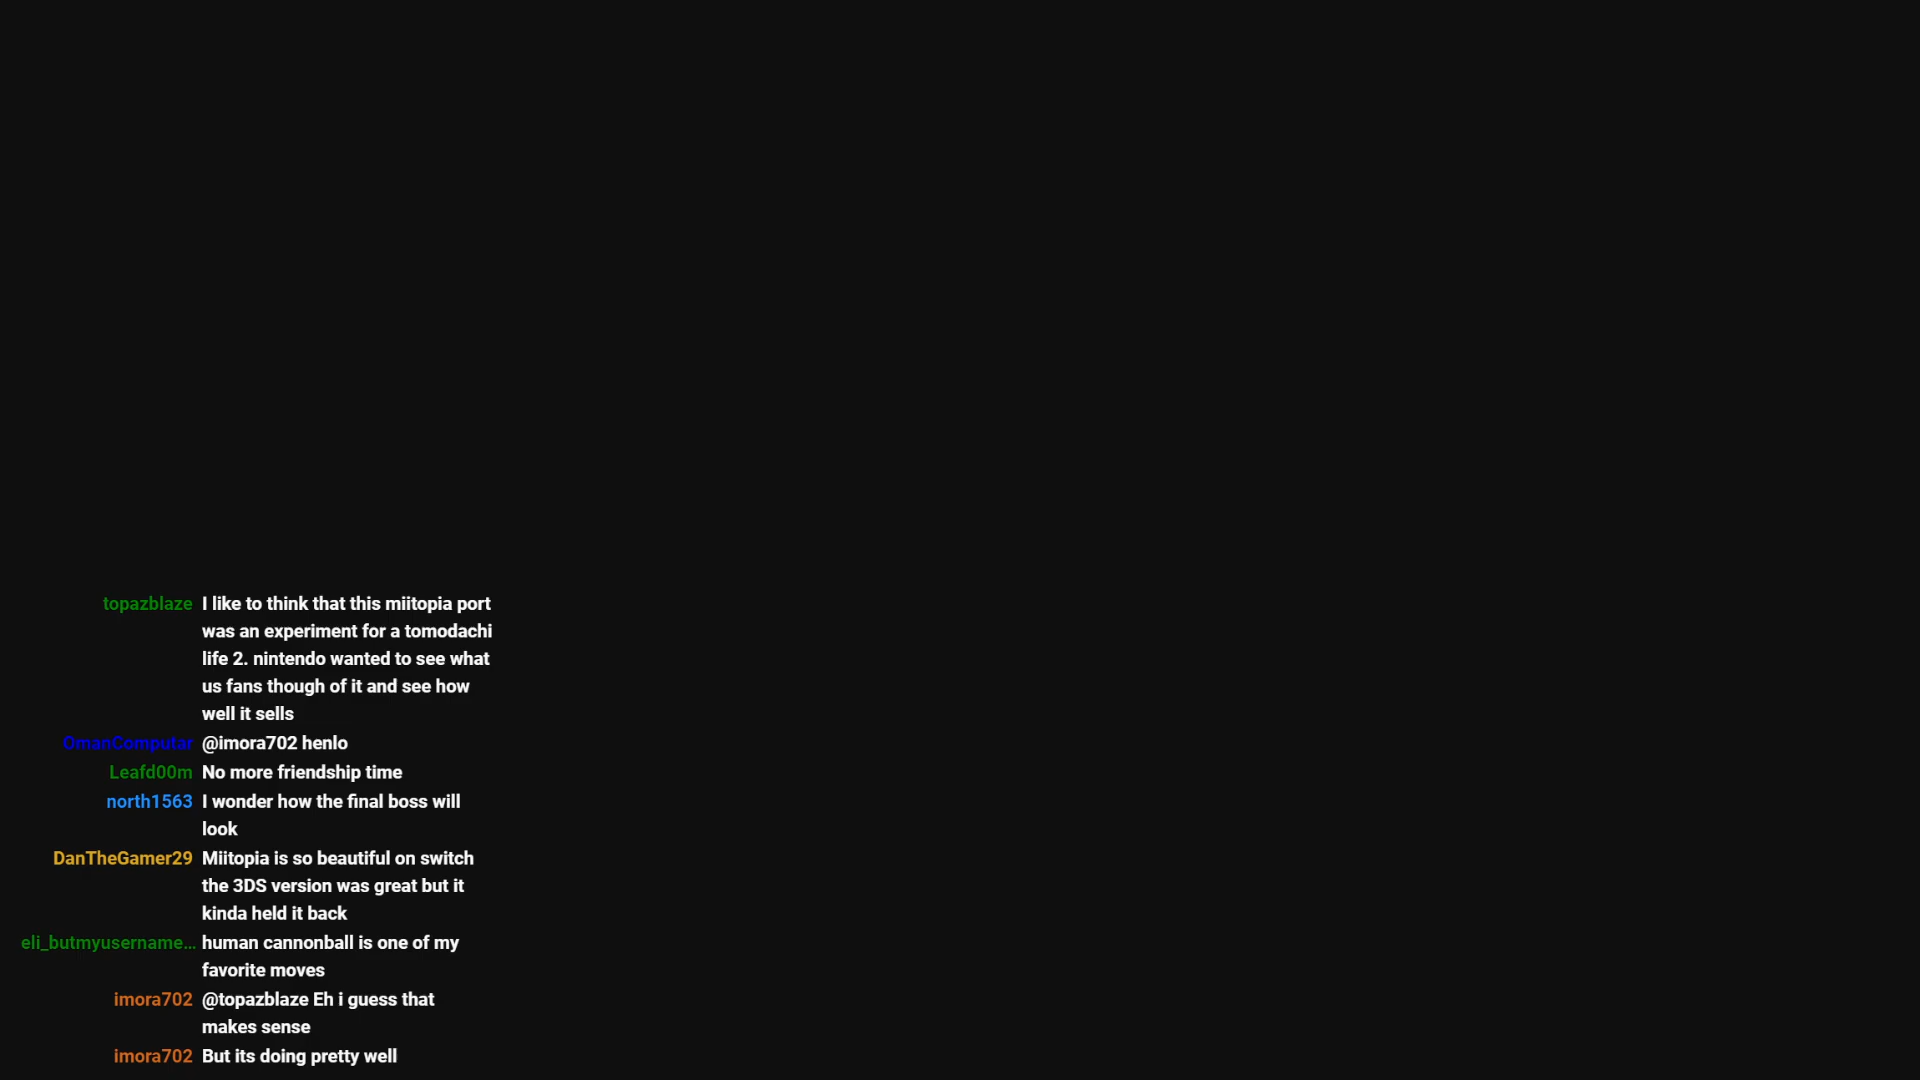 topazblaze I like to think that this miitopia port
was an experiment for a tomodachi
life 2. nintendo wanted to see what
us fans though of it and see how
well it sells
OmanComputar @imora702 henlo
Leafd00m No more friendship time
north1563 I wonder how the final boss will
look
DanTheGamer29 Miitopia is so beautiful on switch
the 3DS version was great but it
kinda held it back
eli_butmyusername... human cannonball is one of my
favorite moves
imora702 @topazblaze Eh i guess that
makes sense
imora702 But its doing pretty well